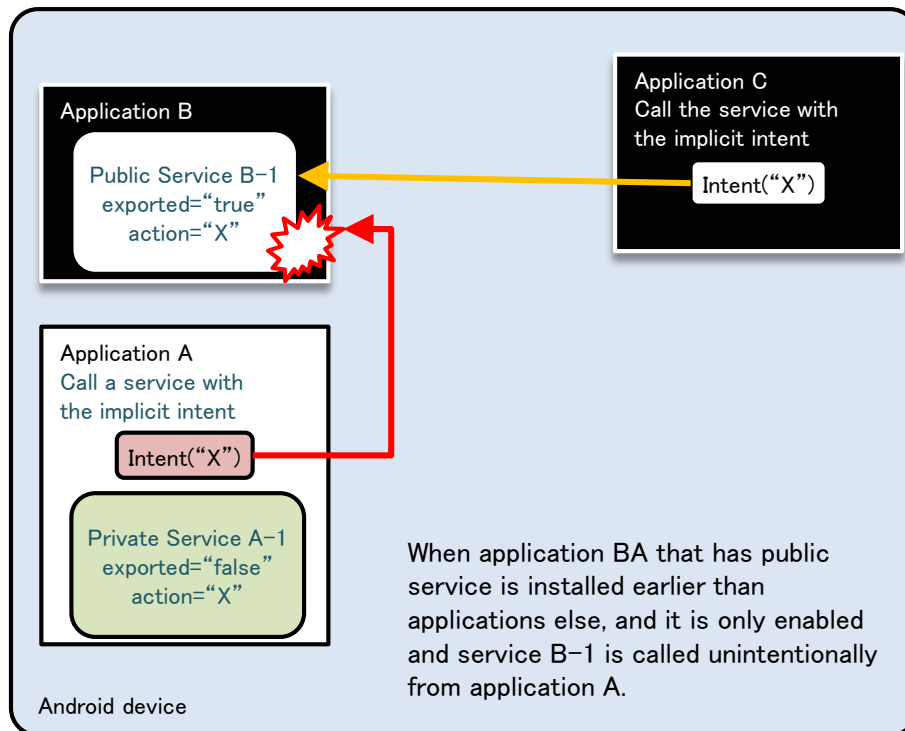 Application B
Public Service B-1
exported=“true”
action=“X”
Application C
Call the service with
the implicit intent
Intent(“X”)
Application A
Call a service with
the implicit intent
Intent(“X”)
Private Service A-1
exported=“false”
action=“X”
When application BA that has public
service is installed earlier than
applications else, and it is only enabled
and service B-1 is called unintentionally
from application A.
Android device